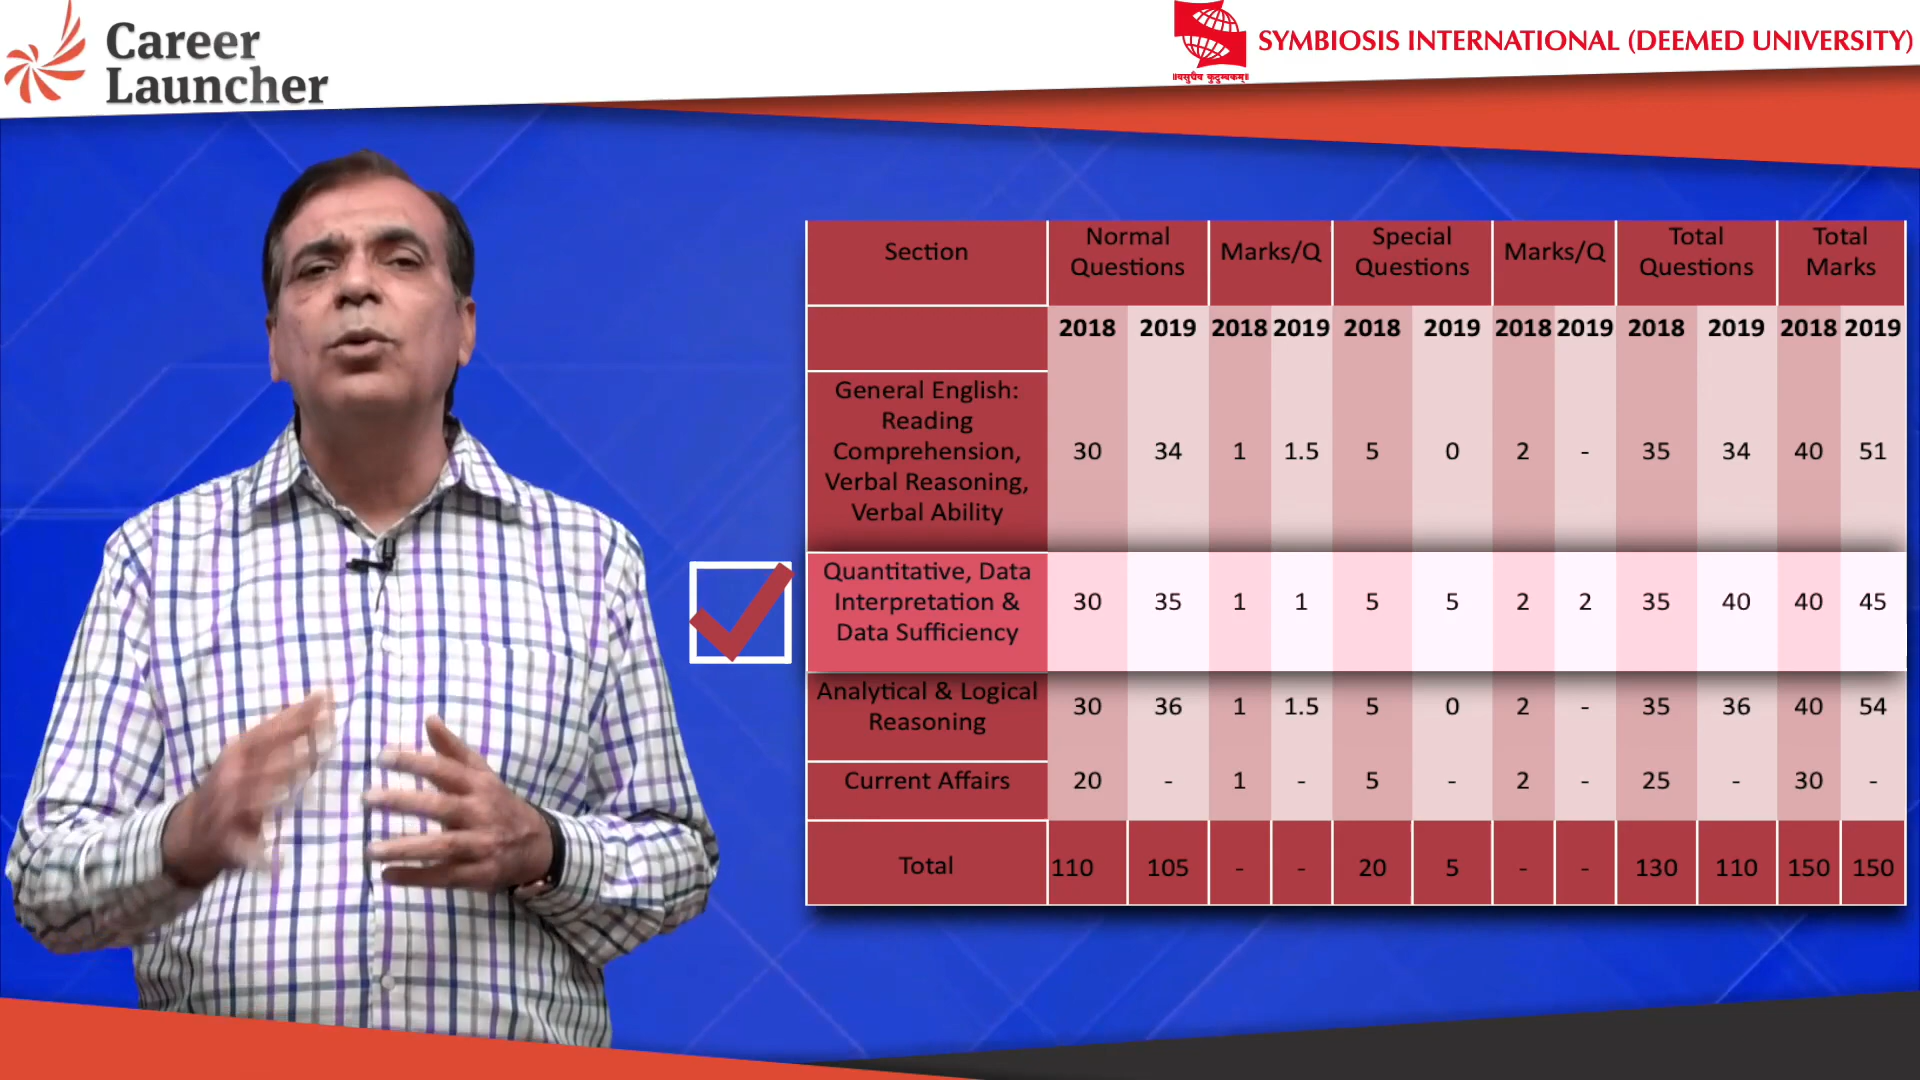 Career
Launcher
SYMBIOSIS INTERNATIONAL (DEEMED UNIVERSITY)
॥वसुधैव कुटुम्बकम्॥
Section Normal Questions Marks/Q Special Questions Marks/Q Total Questions Total Marks
2018 2019 2018 2019 2018 2019 2018 2019 2018 2019 2018 2019
General English:
Reading
Comprehension,
Verbal Reasoning,
Verbal Ability
30 34 1 1.5 5 0 2 - 35 34 40 51
Quantitative, Data
Interpretation &
Data Sufficiency
30 35 1 1 5 5 2 2 35 40 40 45
Analytical & Logical
Reasoning
30 36 1 1.5 5 0 2 - 35 36 40 54
Current Affairs 20 - 1 - 5 - 2 - 25 - 30 -
Total 110 105 - - 20 5 - - 130 110 150 150